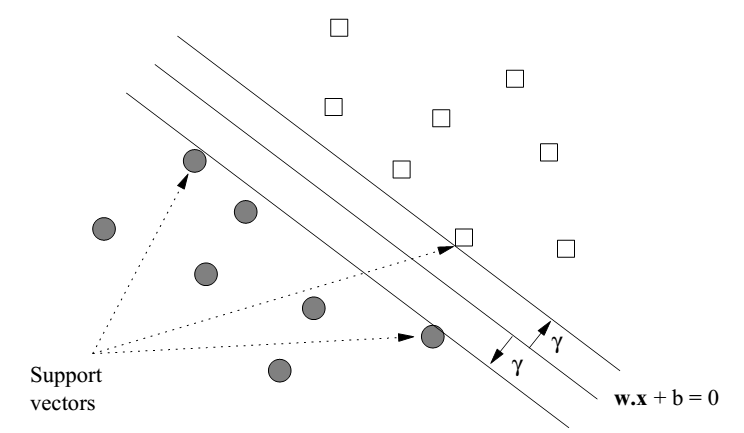 γ
γ
Support
vectors
w.x + b = 0